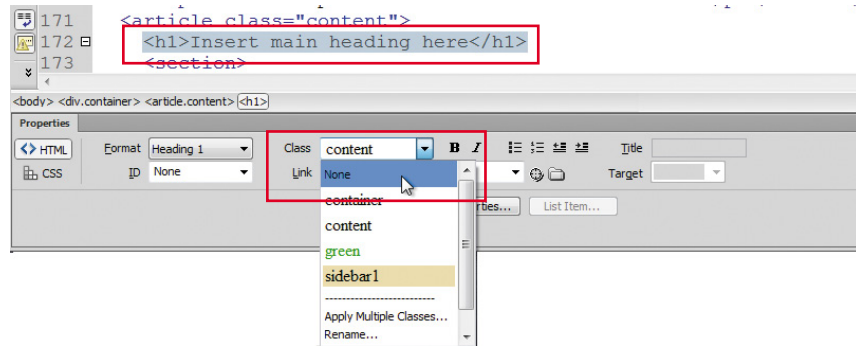 171 <article class="content">
172 <h1>Insert main heading here</h1>
173 <section>
<body> <div.container> <article.content> <h1>
Properties
<> HTML Format Heading 1 Class content B I Title
CSS ID None Link None Target
container
content
green
sidebar1
--------------------------
Apply Multiple Classes...
Rename...
List Item...